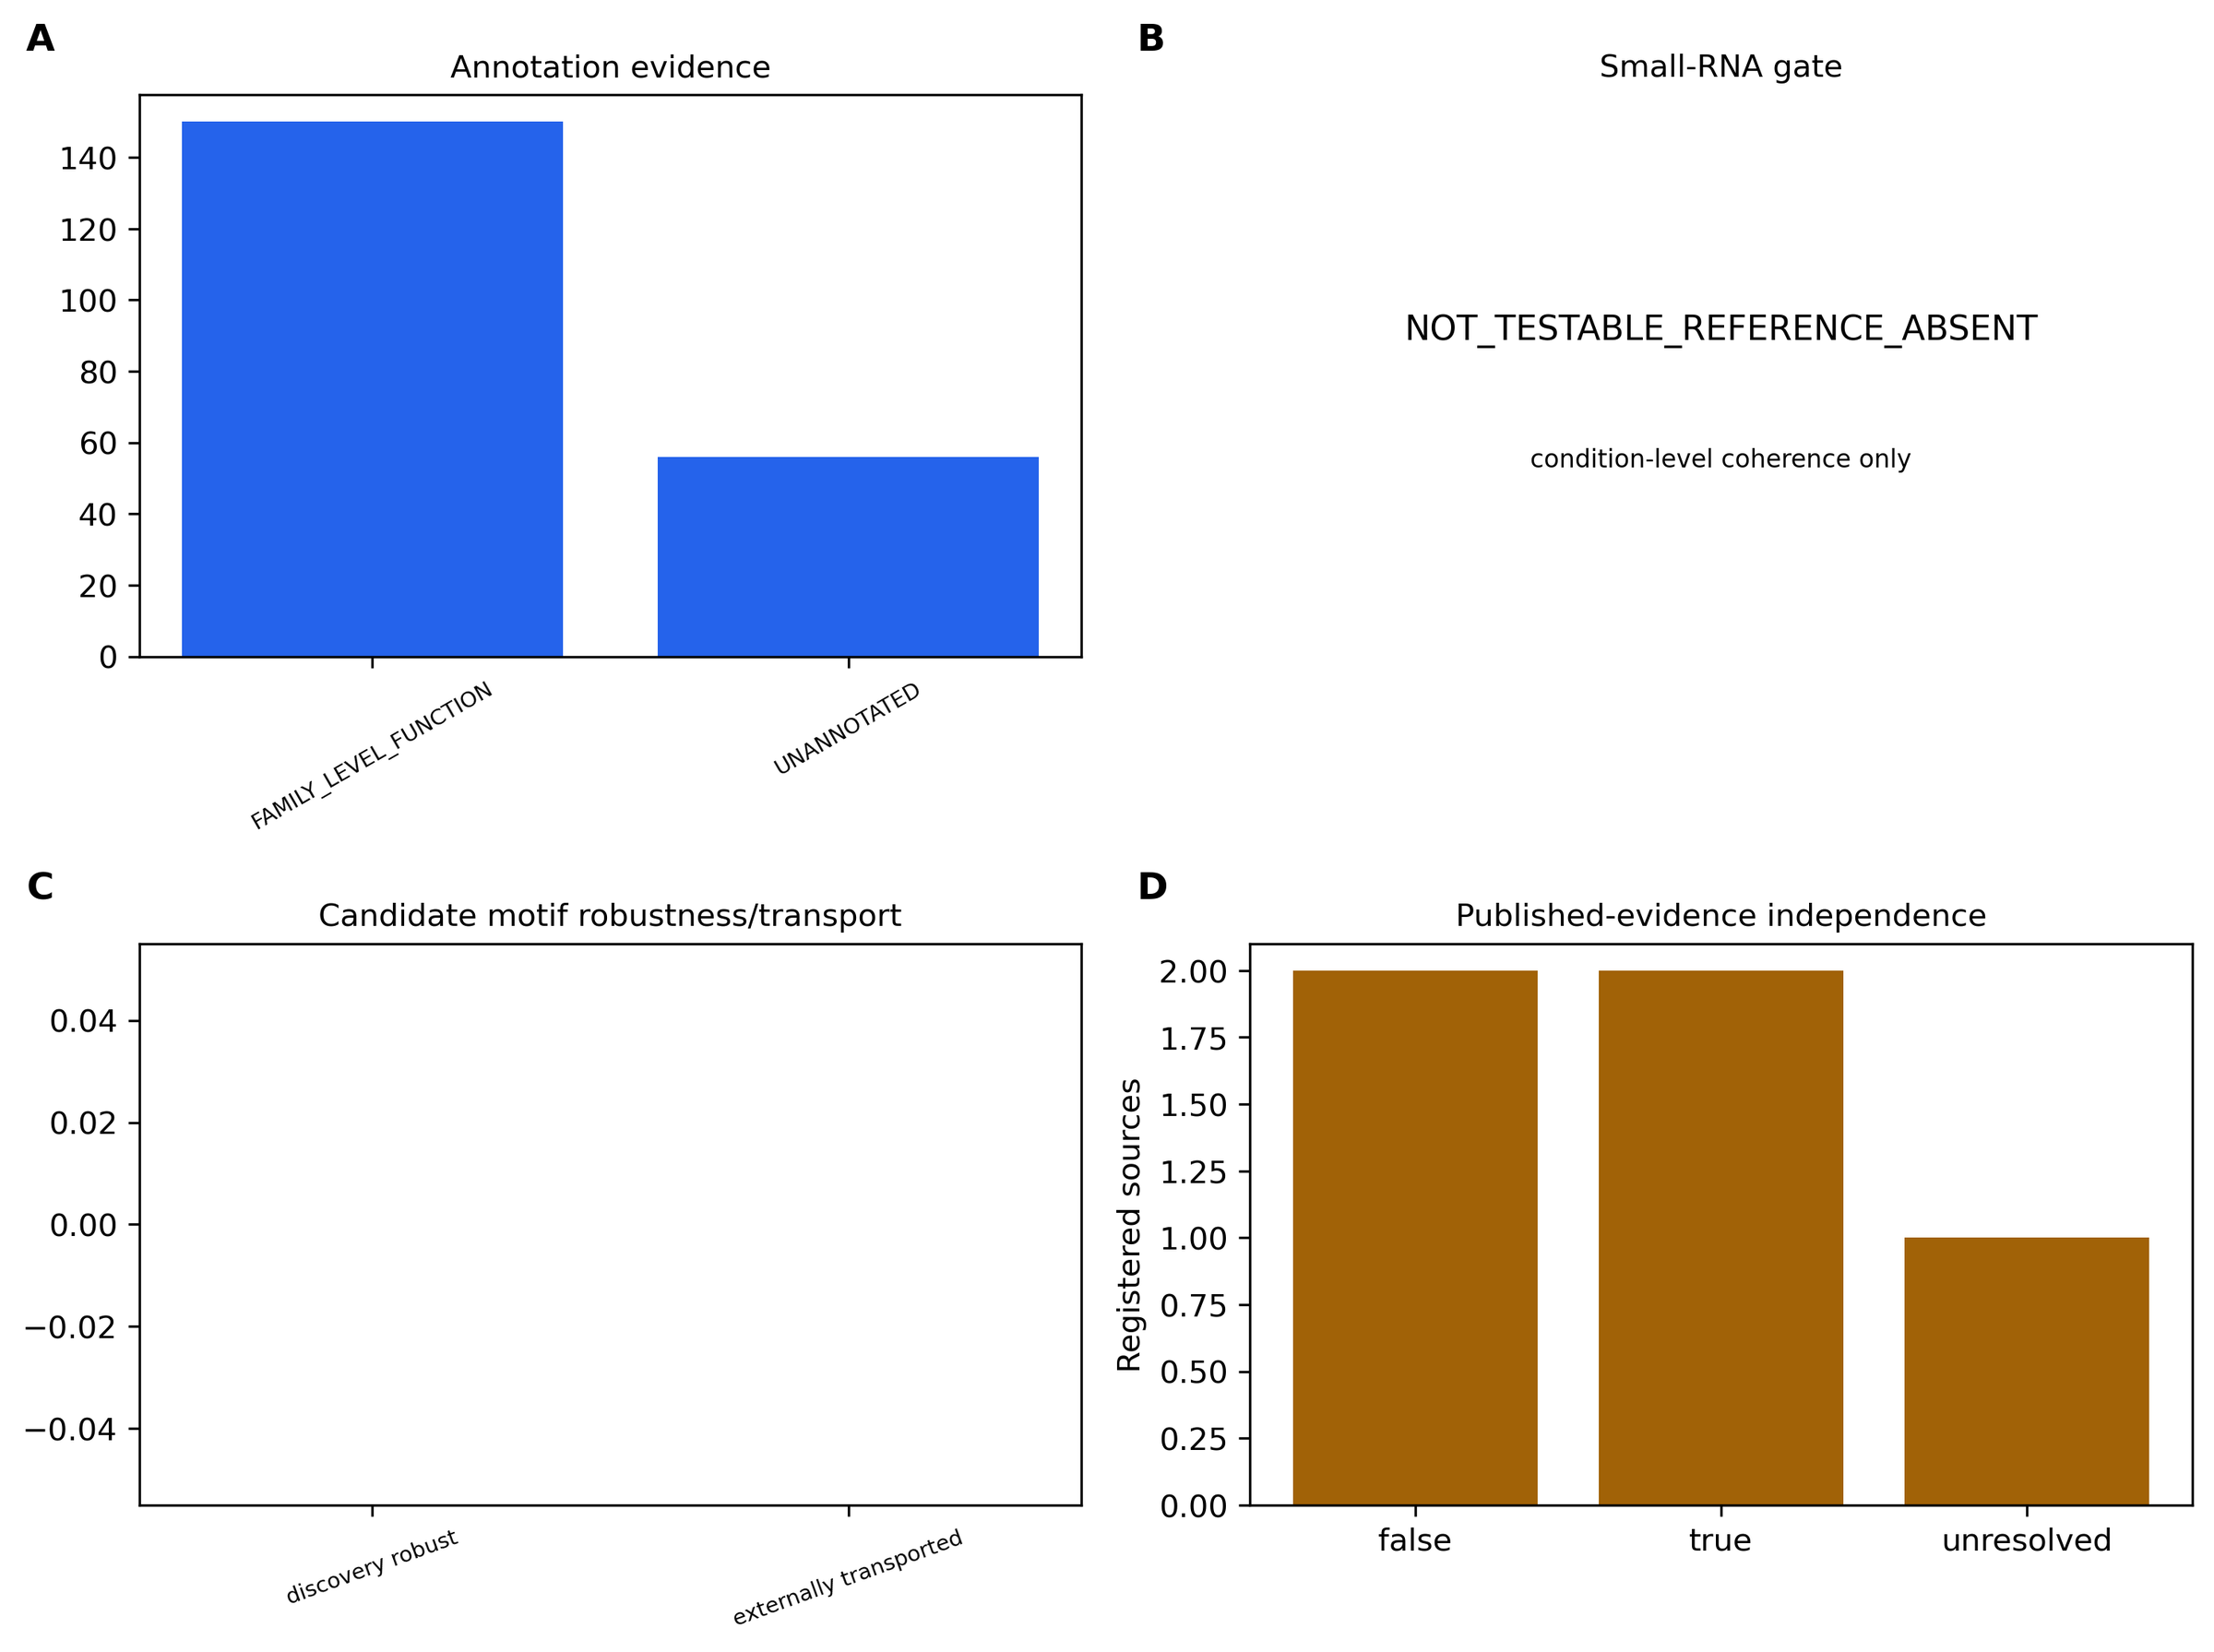 A
Annotation evidence
140
120
100
80
60
40
20
0
FAMILY_LEVEL_FUNCTION
UNANNOTATED
B
Small-RNA gate
NOT_TESTABLE_REFERENCE_ABSENT
condition-level coherence only
C
Candidate motif robustness/transport
0.04
0.02
0.00
−0.02
−0.04
discovery robust
externally transported
D
Published-evidence independence
Registered sources
2.00
1.75
1.50
1.25
1.00
0.75
0.50
0.25
0.00
false
true
unresolved